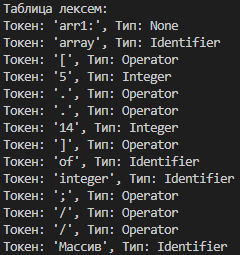 Таблица лексем:
Токен: 'arr1:', Тип: None
Токен: 'array', Тип: Identifier
Токен: '[', Тип: Operator
Токен: '5', Тип: Integer
Токен: '.', Тип: Operator
Токен: '.', Тип: Operator
Токен: '14', Тип: Integer
Токен: ']', Тип: Operator
Токен: 'of', Тип: Identifier
Токен: 'integer', Тип: Identifier
Токен: ';', Тип: Operator
Токен: '/', Тип: Operator
Токен: '/', Тип: Operator
Токен: 'Массив', Тип: Identifier